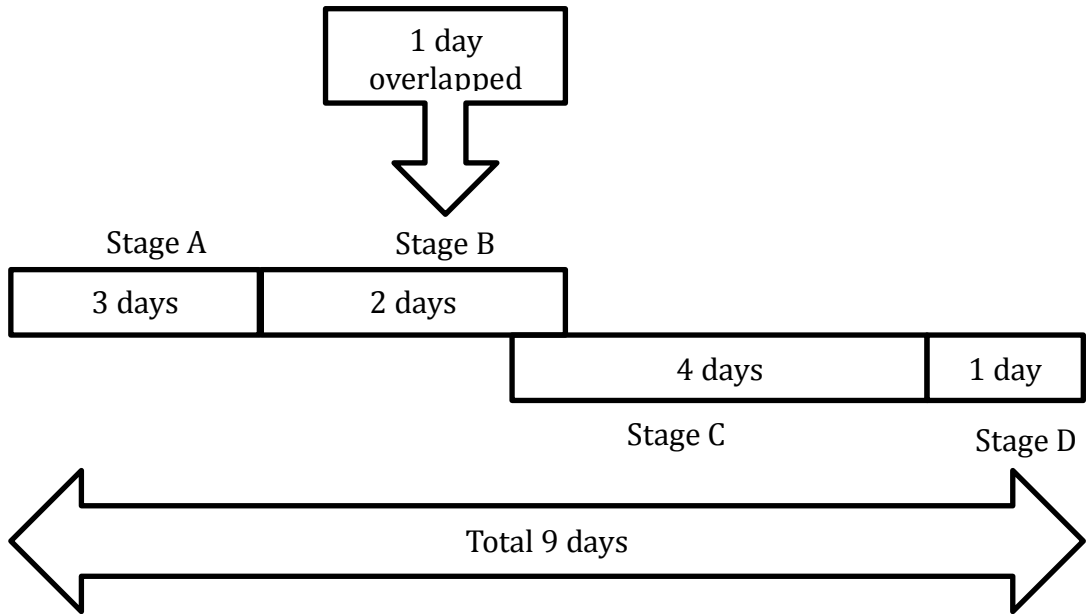 1 day
overlapped
Stage A
Stage B
3 days
2 days
4 days
1 day
Stage C
Stage D
Total 9 days